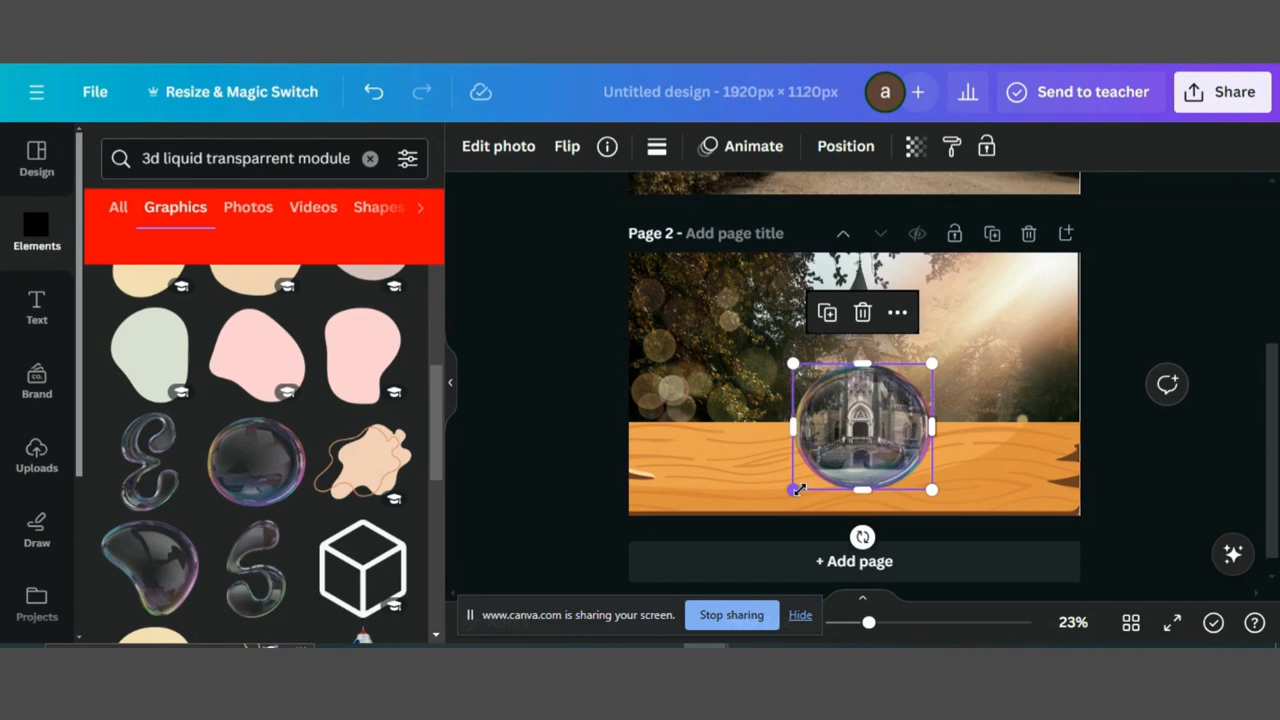 File
Resize & Magic Switch
Untitled design - 1920px × 1120px
a
Send to teacher
Share
Design
Elements
Text
Brand
Uploads
Draw
Projects
3d liquid transparrent module
All
Graphics
Photos
Videos
Shapes
Edit photo
Flip
Animate
Position
Page 2 - Add page title
+ Add page
www.canva.com is sharing your screen.
Stop sharing
Hide
23%